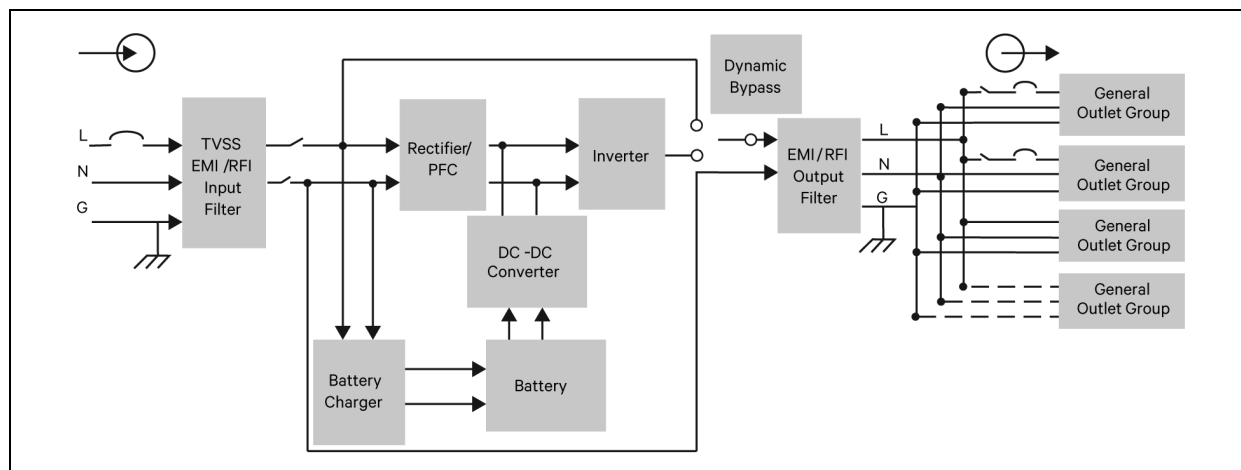 L
N
G
TVSS
EMI /RFI
Input
Filter
Rectifier/
PFC
Inverter
DC -DC
Converter
Battery
Charger
Battery
Dynamic
Bypass
EMI/RFI
Output
Filter
L
N
G
General
Outlet Group
General
Outlet Group
General
Outlet Group
General
Outlet Group